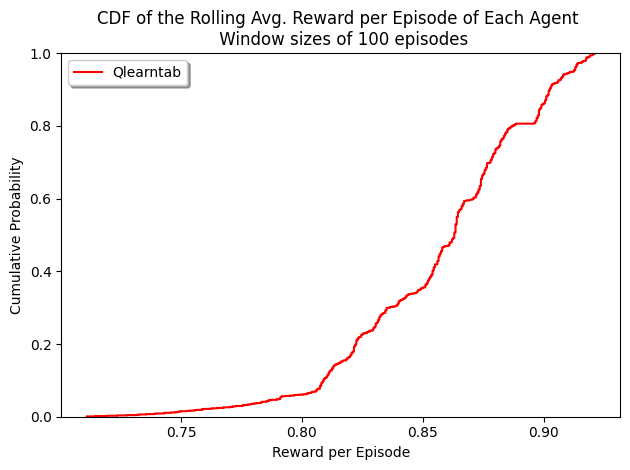 CDF of the Rolling Avg. Reward per Episode of Each Agent
Window sizes of 100 episodes
Qlearntab
1.0
0.8
0.6
0.4
0.2
0.0
Cumulative Probability
0.75
0.80
0.85
0.90
Reward per Episode